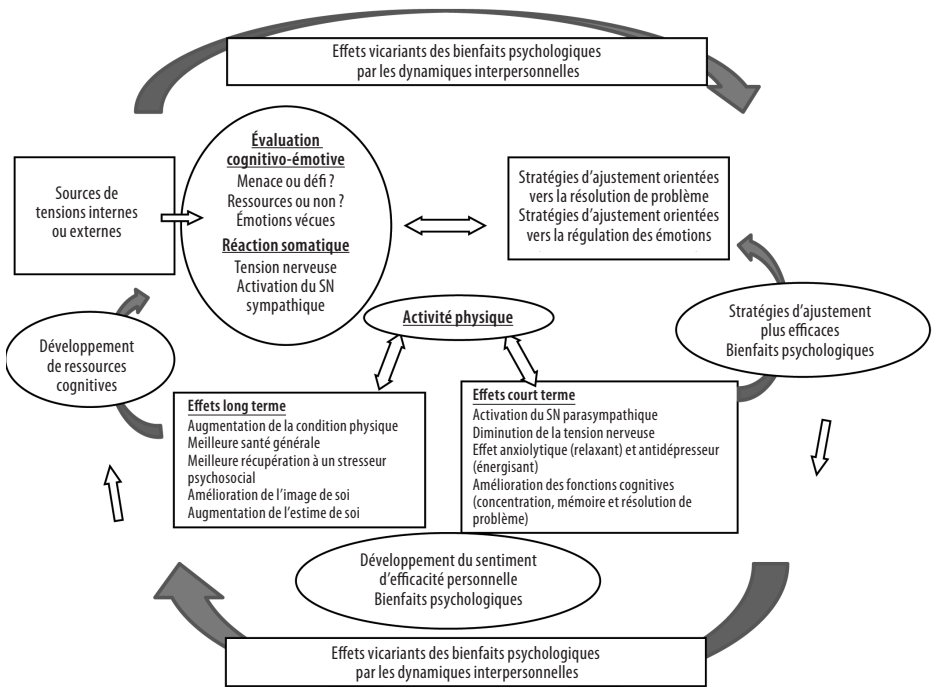 Effets vicariants des bienfaits psychologiques
par les dynamiques interpersonnelles
Sources de
tensions internes
ou externes
Évaluation
cognitivo-émotive
Menace ou défi ?
Ressources ou non ?
Émotions vécues
Réaction somatique
Tension nerveuse
Activation du SN
sympathique
Stratégies d'ajustement orientées
vers la résolution de problème
Stratégies d'ajustement orientées
vers la régulation des émotions
Activité physique
Stratégies d'ajustement
plus efficaces
Bienfaits psychologiques
Développement
de ressources
cognitives
Effets long terme
Augmentation de la condition physique
Meilleure santé générale
Meilleure récupération à un stresseur
psychosocial
Amélioration de l'image de soi
Augmentation de l'estime de soi
Effets court terme
Activation du SN parasympathique
Diminution de la tension nerveuse
Effet anxiolytique (relaxant) et antidépresseur
(énergisant)
Amélioration des fonctions cognitives
(concentration, mémoire et résolution de
problème)
Développement du sentiment
d'efficacité personnelle
Bienfaits psychologiques
Effets vicariants des bienfaits psychologiques
par les dynamiques interpersonnelles